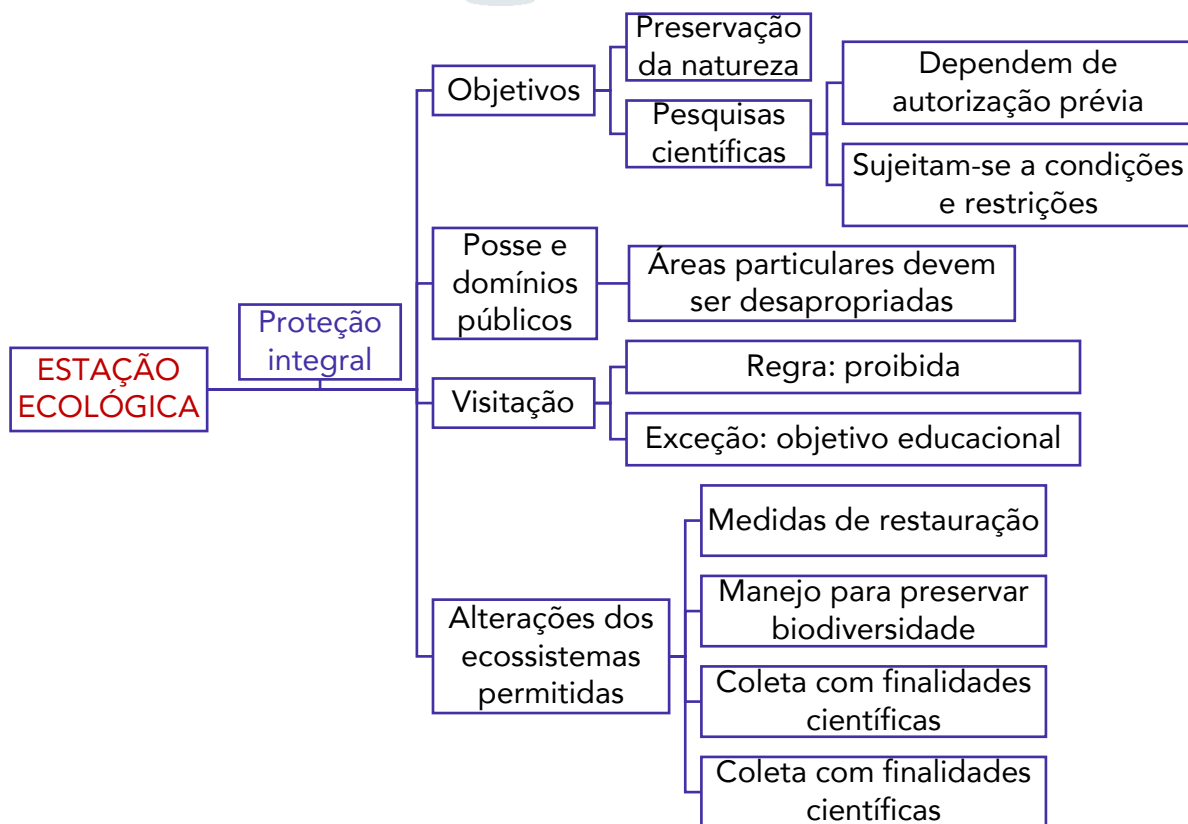 Preservação
da natureza
Dependem de
autorização prévia
Objetivos
Pesquisas
científicas
Sujeitam-se a condições
e restrições
Posse e
domínios
públicos
Áreas particulares devem
ser desapropriadas
Proteção
integral
ESTAÇÃO
ECOLÓGICA
Regra: proibida
Visitação
Exceção: objetivo educacional
Medidas de restauração
Manejo para preservar
biodiversidade
Alterações dos
ecossistemas
permitidas
Coleta com finalidades
científicas
Coleta com finalidades
científicas